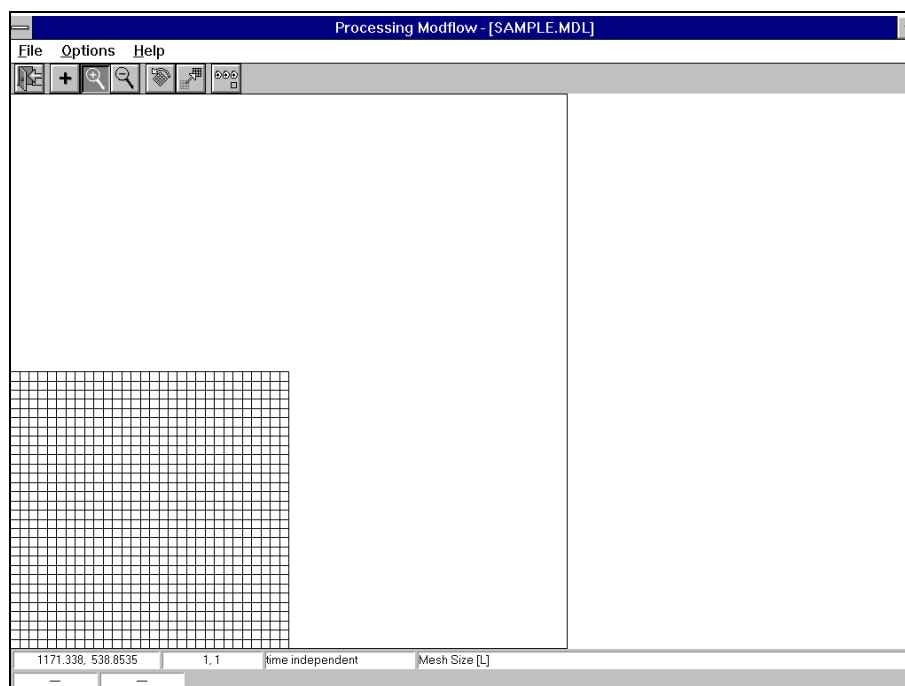 Processing Modflow - [SAMPLE.MDL]
File Options Help
1171.338, 538.8535 1, 1 time independent Mesh Size [L]